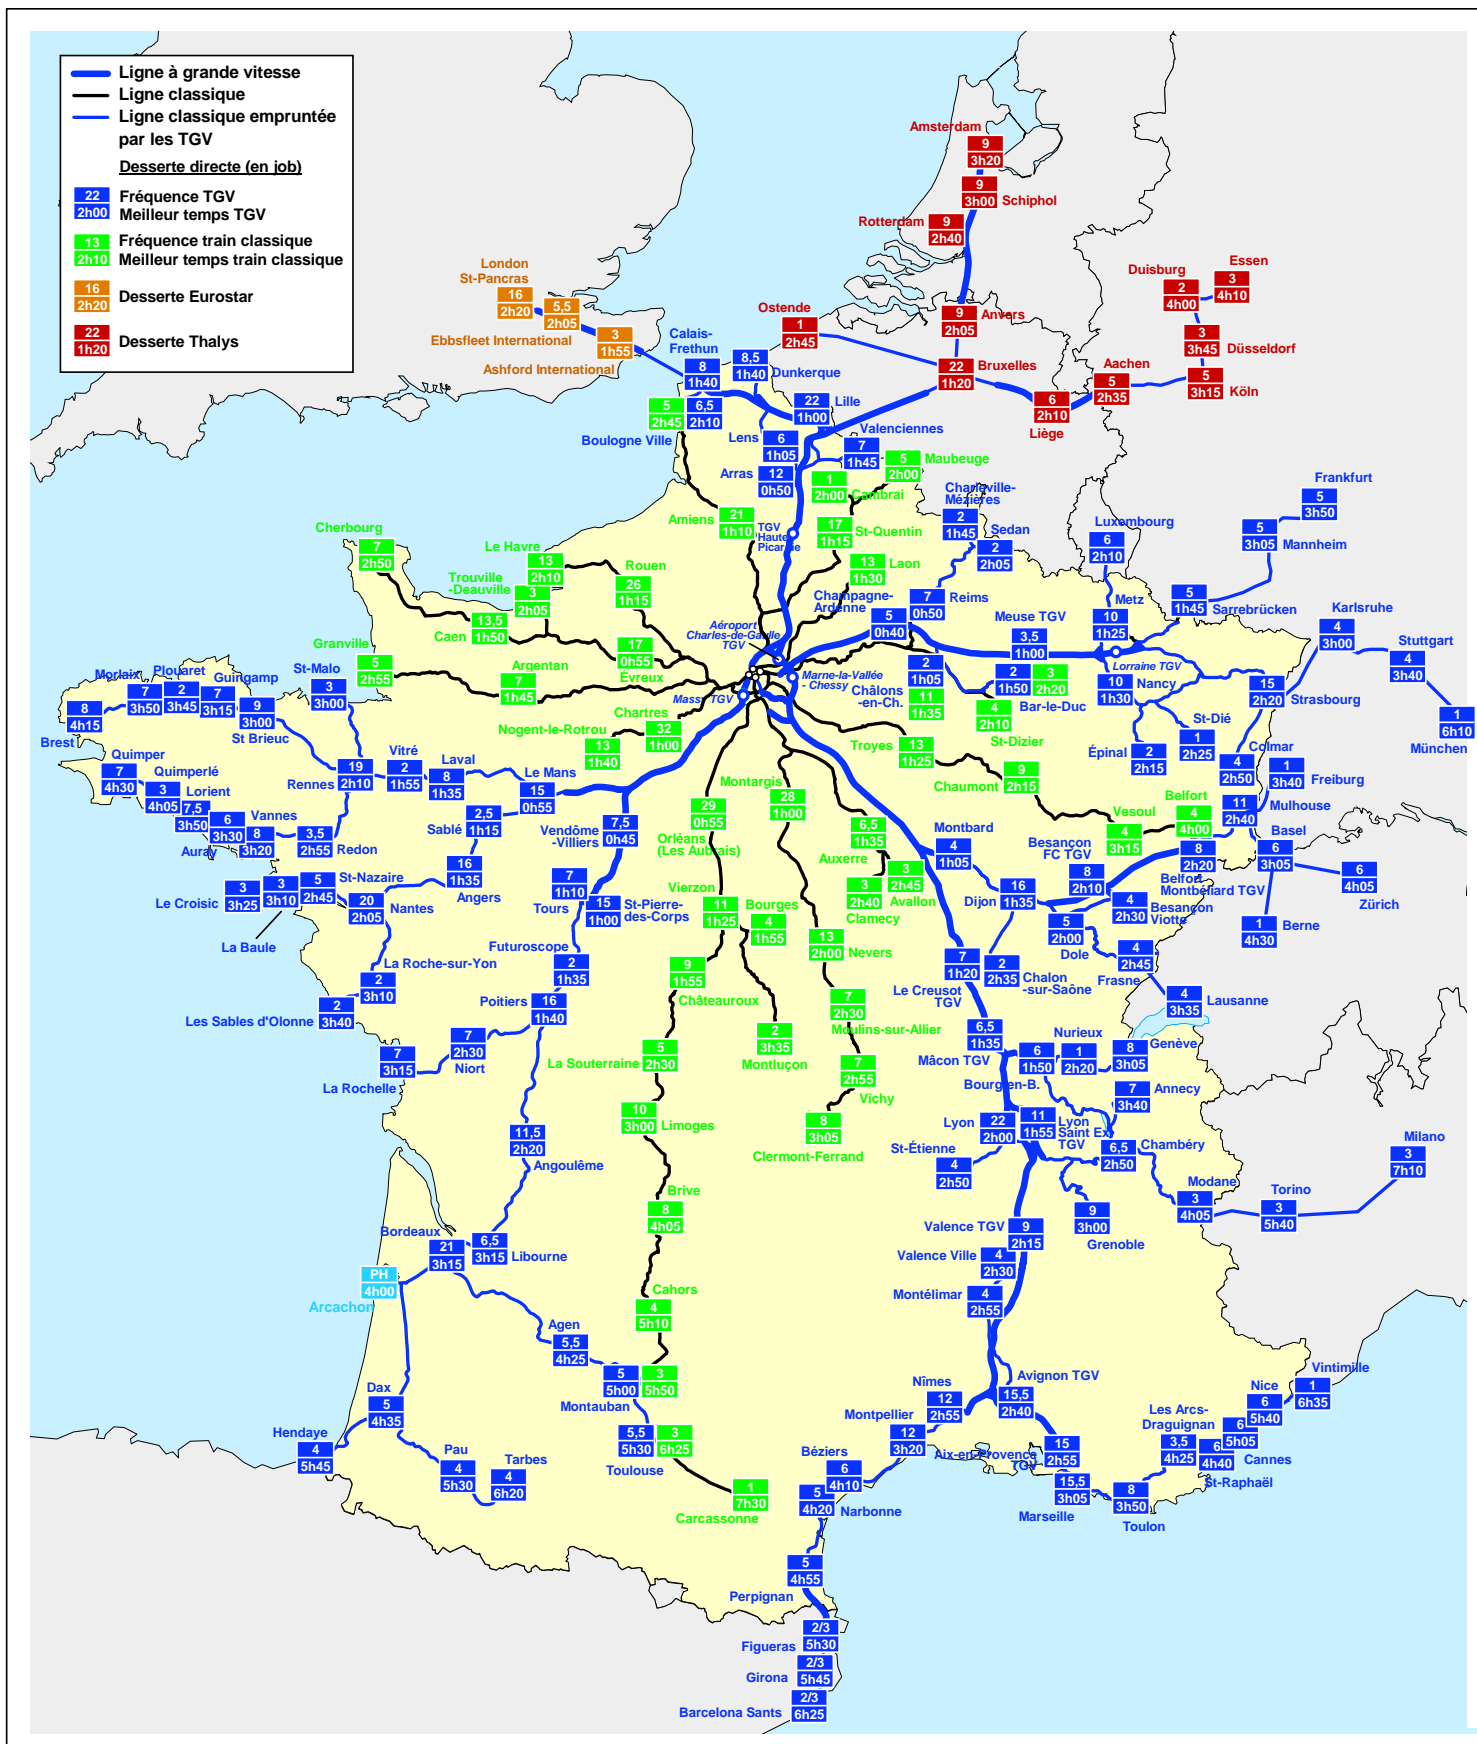 Ligne à grande vitesse
Ligne classique
Ligne classique empruntée
par les TGV
Desserte directe (en job)
22
2h00
Fréquence TGV
Meilleur temps TGV
13
2h10
Fréquence train classique
Meilleur temps train classique
16
2h20
Desserte Eurostar
22
1h20
Desserte Thalys
Amsterdam
9
3h20
9
3h00
Schiphol
Rotterdam
9
2h40
Essen
3
4h10
Duisburg
2
4h00
London
St-Pancras
16
2h20
5,5
2h05
Ebbsfleet International
3
1h55
Ashford International
Ostende
1
2h45
9
2h05
Anvers
3
3h45
Düsseldorf
Calais-
Frethun
8
1h40
8,5
1h40
Dunkerque
22
1h20
Bruxelles
Aachen
5
2h35
5
3h15
Köln
6
2h10
Liège
5
2h45
6,5
2h10
Boulogne Ville
22
1h00
Lille
Lens
6
1h05
Valenciennes
7
1h45
Arras
12
0h50
5
2h00
Maubeuge
1
2h00
Cambrai
Charleville-
Mézières
2
1h45
Sedan
2
2h05
Frankfurt
5
3h50
5
3h05
Mannheim
Luxembourg
6
2h10
Amiens
21
1h10
TGV
Haute
Picardie
17
1h15
St-Quentin
13
1h30
Laon
Cherbourg
7
2h50
Le Havre
13
2h10
Rouen
26
1h15
Trouville
-Deauville
3
2h05
13,5
1h50
Caen
Granville
5
2h55
Argentan
7
1h45
17
0h55
Évreux
Aéroport
Charles-de-Gaulle
TGV
Champagne-
Ardenne
5
0h40
7
0h50
Reims
Meuse TGV
3,5
1h00
Metz
10
1h25
5
1h45
Sarrebrücken
Karlsruhe
4
3h00
Stuttgart
4
3h40
Lorraine TGV
Marne-la-Vallée
- Chessy
Massy TGV
2
1h05
Châlons
-en-Ch.
11
1h35
2
1h50
3
2h20
Bar-le-Duc
4
2h10
St-Dizier
10
1h30
Nancy
15
2h20
Strasbourg
1
6h10
München
St-Dié
1
2h25
Épinal
2
2h15
Colmar
4
2h50
1
3h40
Freiburg
Morlaix
7
3h50
Plouaret
2
3h45
Guingamp
7
3h15
St-Malo
3
3h00
8
4h15
Brest
9
3h00
St Brieuc
Quimper
7
4h30
Quimperlé
3
4h05
Lorient
7,5
3h50
6
3h30
Auray
Vannes
8
3h20
3,5
2h55
Redon
Rennes
19
2h10
Vitré
2
1h55
Laval
8
1h35
Le Mans
15
0h55
Chartres
32
1h00
Nogent-le-Rotrou
13
1h40
Sablé
2,5
1h15
Vendôme
-Villiers
7,5
0h45
16
1h35
Angers
Montargis
28
1h00
29
0h55
Orléans
(Les Aubrais)
Troyes
13
1h25
Chaumont
9
2h15
Vesoul
4
3h15
Belfort
4
4h00
11
2h40
Mulhouse
Basel
6
3h05
6
4h05
Zürich
1
4h30
Berne
6,5
1h35
Auxerre
3
2h45
Avallon
3
2h40
Clamecy
Montbard
4
1h05
Besançon
FC TGV
8
2h10
8
2h20
Belfort
Montbéliard TGV
16
1h35
Dijon
4
2h30
Besançon
Viotte
5
2h00
Dole
4
2h45
Frasne
4
3h35
Lausanne
3
3h25
Le Croisic
3
3h10
La Baule
5
2h45
St-Nazaire
20
2h05
Nantes
7
1h10
Tours
15
1h00
St-Pierre-
des-Corps
Vierzon
11
1h25
Bourges
4
1h55
13
2h00
Nevers
7
1h20
Le Creusot
TGV
2
2h35
Chalon
-sur-Saône
La Roche-sur-Yon
2
3h10
2
3h40
Les Sables d'Olonne
Futuroscope
2
1h35
Poitiers
16
1h40
9
1h55
Châteauroux
7
2h30
Moulins-sur-Allier
7
3h15
La Rochelle
7
2h30
Niort
La Souterraine
5
2h30
2
3h35
Montluçon
7
2h55
Vichy
8
3h05
Clermont-Ferrand
6,5
1h35
Mâcon TGV
6
1h50
Bourg-en-B.
Nurieux
1
2h20
8
3h05
Genève
7
3h40
Annecy
10
3h00
Limoges
11,5
2h20
Angoulême
Lyon
22
2h00
11
1h55
Lyon
Saint Ex.
TGV
St-Étienne
4
2h50
6,5
2h50
Chambéry
Milano
3
7h10
Modane
3
4h05
Torino
3
5h40
9
3h00
Grenoble
Brive
8
4h05
Bordeaux
21
3h15
6,5
3h15
Libourne
PH
4h00
Arcachon
Valence TGV
9
2h15
Valence Ville
4
2h30
Montélimar
4
2h55
Cahors
4
5h10
Agen
5,5
4h25
5
5h00
3
5h50
Montauban
Dax
5
4h35
Hendaye
4
5h45
Pau
4
5h30
Tarbes
4
6h20
5,5
5h30
3
6h25
Toulouse
1
7h30
Carcassonne
Nîmes
12
2h55
Avignon TGV
15,5
2h40
Montpellier
12
3h20
Aix-en-Provence
TGV
15
2h55
15,5
3h05
Marseille
8
3h50
Toulon
Les Arcs-
Draguignan
3,5
4h25
6
4h40
St-Raphaël
6
5h05
Cannes
Nice
6
5h40
Vintimille
1
6h35
Béziers
6
4h10
5
4h20
Narbonne
5
4h55
Perpignan
2/3
5h30
Figueras
2/3
5h45
Girona
2/3
6h25
Barcelona Sants